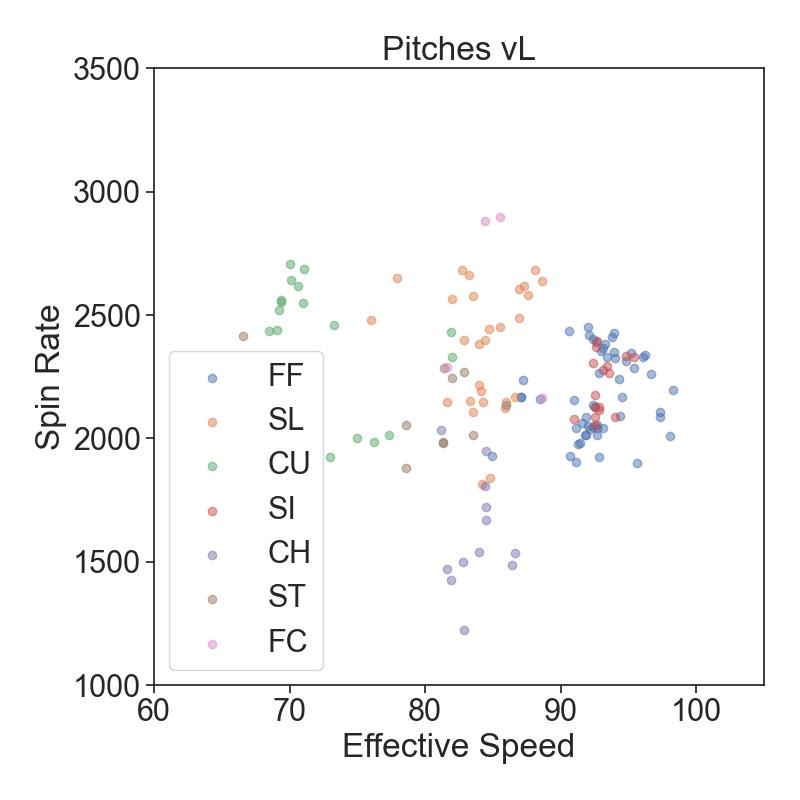 Pitches vL
3500
3000
2500
2000
1500
1000
Spin Rate
FF
SL
CU
SI
CH
ST
FC
60 70 80 90 100
Effective Speed